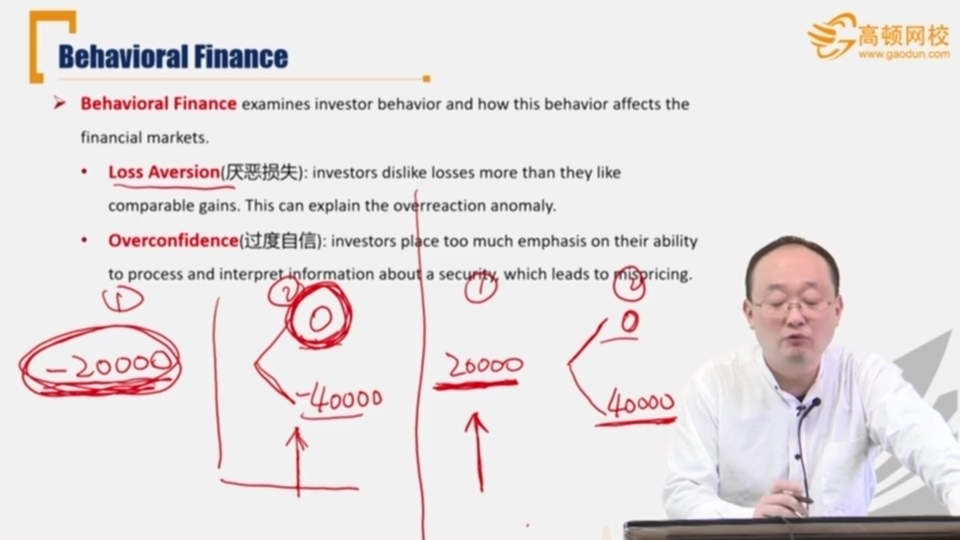 Behavioral Finance
高顿网校
www.gaodun.com
➤ Behavioral Finance examines investor behavior and how this behavior affects the
financial markets.
• Loss Aversion(厌恶损失): investors dislike losses more than they like
comparable gains. This can explain the overreaction anomaly.
• Overconfidence(过度自信): investors place too much emphasis on their ability
to process and interpret information about a security, which leads to mispricing.
① ② ① ②
0 0
-20000 20000
-40000 40000